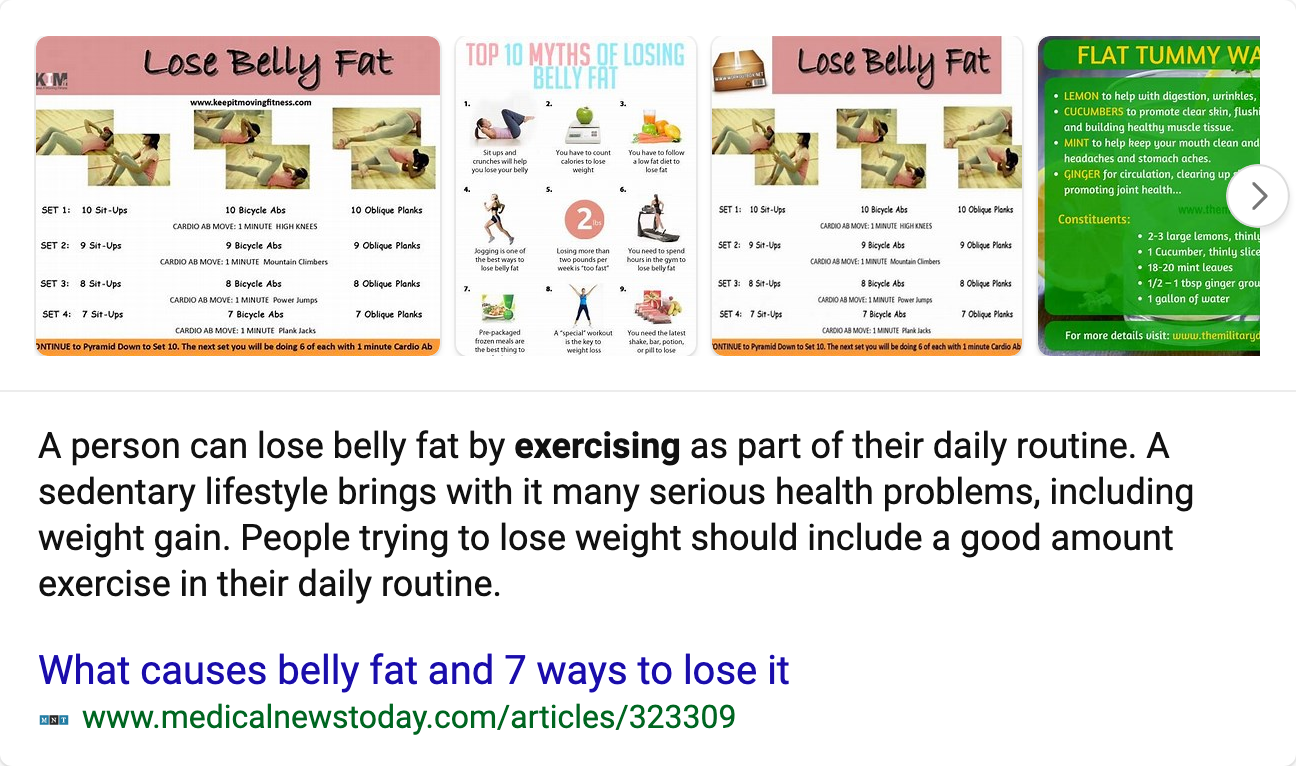 Lose Belly Fat
KIM
www.keepitmovingfitness.com
SET 1: 10 Sit-Ups 10 Bicycle Abs 10 Oblique Planks
CARDIO AB MOVE: 1 MINUTE HIGH KNEES
SET 2: 9 Sit-Ups 9 Bicycle Abs 9 Oblique Planks
CARDIO AB MOVE: 1 MINUTE Mountain Climbers
SET 3: 8 Sit-Ups 8 Bicycle Abs 8 Oblique Planks
CARDIO AB MOVE: 1 MINUTE Power Jumps
SET 4: 7 Sit-Ups 7 Bicycle Abs 7 Oblique Planks
CARDIO AB MOVE: 1 MINUTE Plank Jacks
ONTINUE to Pyramid Down to Set 10. The next set you will be doing 6 of each with 1 minute Cardio Ab
TOP 10 MYTHS OF LOSING
BELLY FAT
1.
Sit ups and
crunches will help
you lose your belly
2.
You have to count
calories to lose
weight
3.
You have to follow
a low fat diet to
lose fat
4.
Jogging is one of
the best ways to
lose belly fat
5.
2 lbs
Losing more than
two pounds per
week is "too fast"
6.
You need to spend
hours in the gym to
lose belly fat
7.
Pre-packaged
frozen meals are
the best thing to
8.
A "special" workout
is the key to
weight loss
9.
You need the latest
shake, bar, potion,
or pill to lose
Lose Belly Fat
SET 1: 10 Sit-Ups 10 Bicycle Abs 10 Oblique Planks
CARDIO AB MOVE: 1 MINUTE HIGH KNEES
SET 2: 9 Sit-Ups 9 Bicycle Abs 9 Oblique Planks
CARDIO AB MOVE: 1 MINUTE Mountain Climbers
SET 3: 8 Sit-Ups 8 Bicycle Abs 8 Oblique Planks
CARDIO AB MOVE: 1 MINUTE Power Jumps
SET 4: 7 Sit-Ups 7 Bicycle Abs 7 Oblique Planks
CARDIO AB MOVE: 1 MINUTE Plank Jacks
ONTINUE to Pyramid Down to Set 10. The next set you will be doing 6 of each with 1 minute Cardio Ab
FLAT TUMMY WA
• LEMON to help with digestion, wrinkles,
• CUCUMBERS to promote clear skin, flushi
and building healthy muscle tissue.
• MINT to help keep your mouth clean and
headaches and stomach aches.
• GINGER for circulation, clearing up
promoting joint health...
www.them
Constituents:
• 2-3 large lemons, thinly
• 1 Cucumber, thinly slice
• 18-20 mint leaves
• 1/2 – 1 tbsp ginger grou
• 1 gallon of water
For more details visit: www.themilitaryd
A person can lose belly fat by exercising as part of their daily routine. A
sedentary lifestyle brings with it many serious health problems, including
weight gain. People trying to lose weight should include a good amount
exercise in their daily routine.
What causes belly fat and 7 ways to lose it
MNT www.medicalnewstoday.com/articles/323309